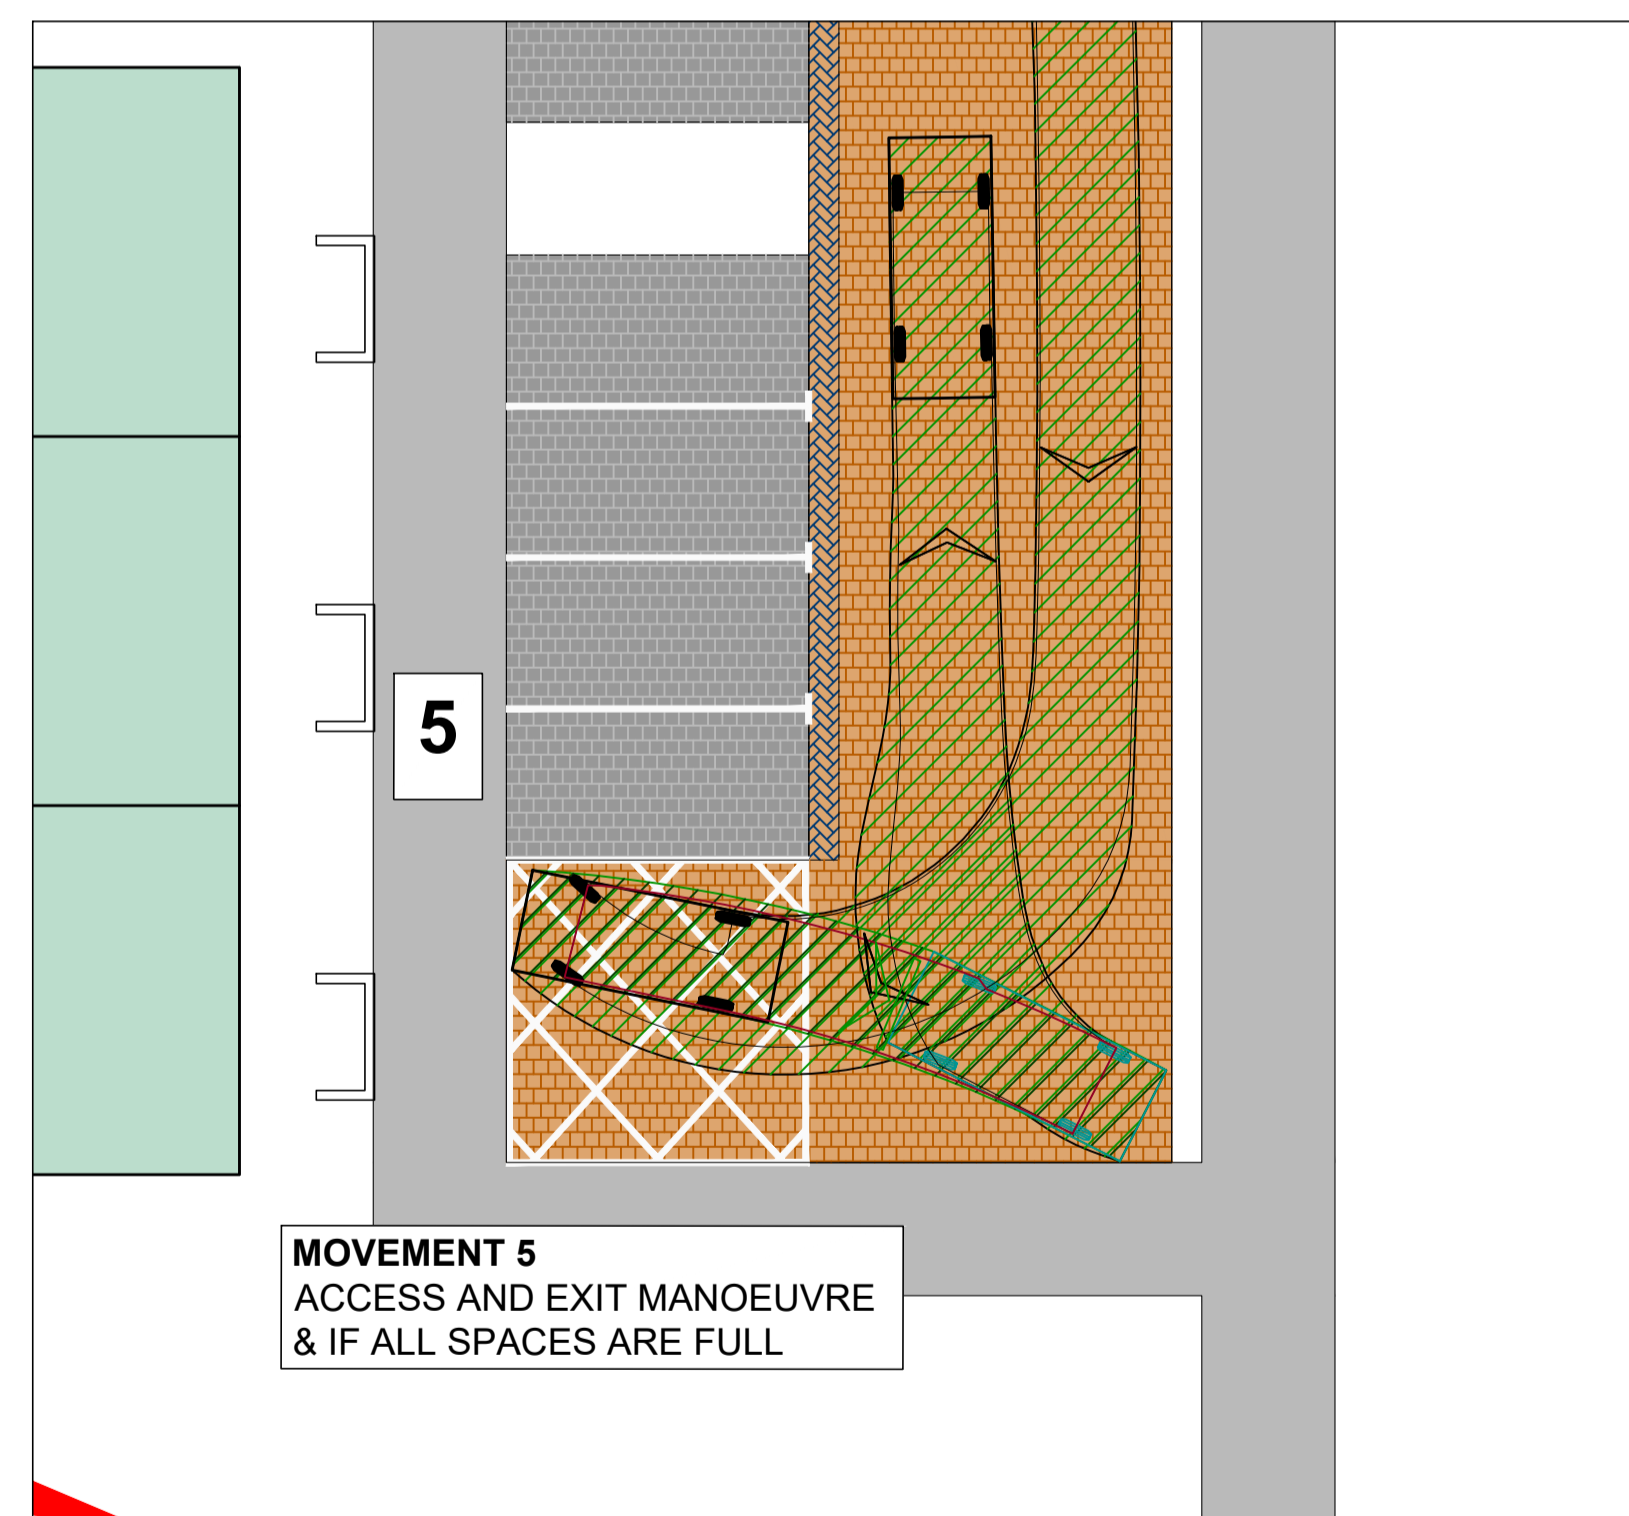 5
MOVEMENT 5
ACCESS AND EXIT MANOEUVRE
& IF ALL SPACES ARE FULL